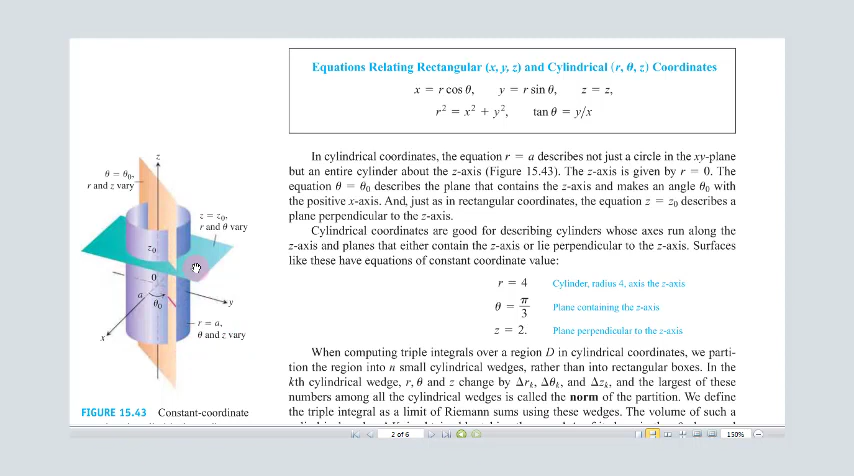 Equations Relating Rectangular (x, y, z) and Cylindrical (r, θ, z) Coordinates
x = r cos θ, y = r sin θ, z = z,
r² = x² + y², tan θ = y/x
In cylindrical coordinates, the equation r = a describes not just a circle in the xy-plane
but an entire cylinder about the z-axis (Figure 15.43). The z-axis is given by r = 0. The
equation θ = θ₀ describes the plane that contains the z-axis and makes an angle θ₀ with
the positive x-axis. And, just as in rectangular coordinates, the equation z = z₀ describes a
plane perpendicular to the z-axis.
Cylindrical coordinates are good for describing cylinders whose axes run along the
z-axis and planes that either contain the z-axis or lie perpendicular to the z-axis. Surfaces
like these have equations of constant coordinate value:
r = 4 Cylinder, radius 4, axis the z-axis
θ = π/3 Plane containing the z-axis
z = 2. Plane perpendicular to the z-axis
When computing triple integrals over a region D in cylindrical coordinates, we parti-
tion the region into n small cylindrical wedges, rather than into rectangular boxes. In the
kth cylindrical wedge, r, θ and z change by Δrₖ, Δθₖ, and Δzₖ, and the largest of these
numbers among all the cylindrical wedges is called the norm of the partition. We define
the triple integral as a limit of Riemann sums using these wedges. The volume of such a
z
θ = θ₀,
r and z vary
z = z₀,
r and θ vary
z₀
0
a
θ₀
y
r = a,
θ and z vary
x
FIGURE 15.43 Constant-coordinate
2 of 6
150%